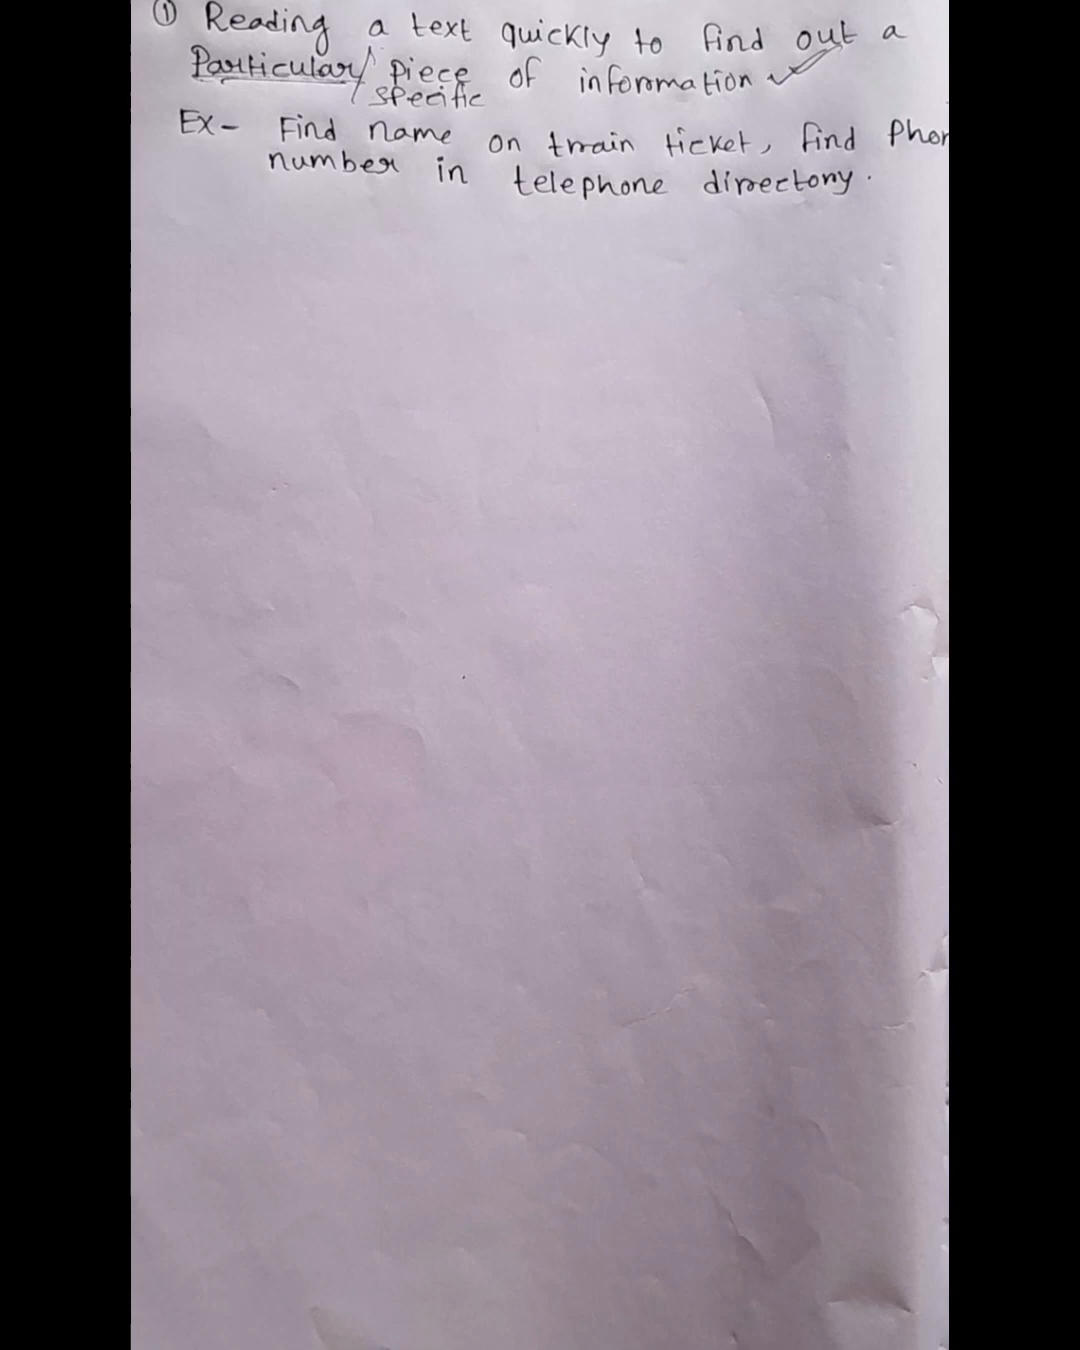 ① Reading a text quickly to find out a
Particular/ piece of information ✓
specific
Ex- Find name on train ticket, find Phon
number in telephone directory.